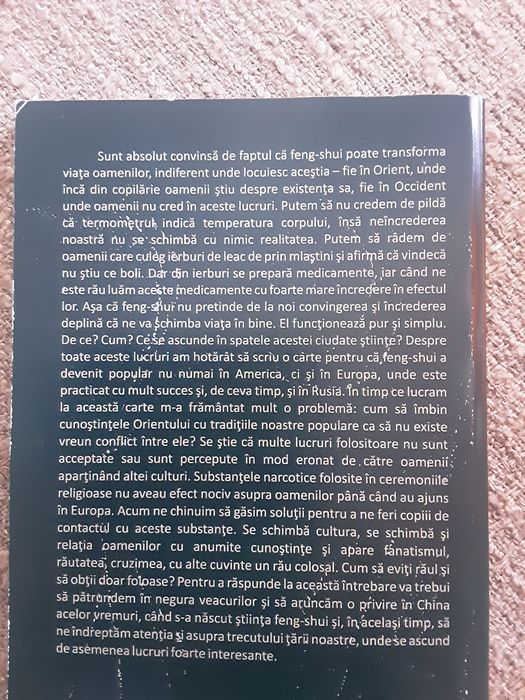 Sunt absolut convinsă de faptul că feng-shui poate transforma
viața oamenilor, indiferent unde locuiesc aceștia – fie în Orient, unde
încă din copilărie oamenii știu despre existența sa, fie în Occident
unde oamenii nu cred în aceste lucruri. Putem să nu credem de pildă
că termometrul indică temperatura corpului, însă neîncrederea
noastră nu se schimbă cu nimic realitatea. Putem să râdem de
oamenii care culeg ierburi de leac de prin mlaștini și afirmă că vindecă
nu știu ce boli. Dar din ierburi se prepară medicamente, iar când ne
este rău luăm aceste medicamente cu foarte mare încredere în efectul
lor. Așa că feng-shui nu pretinde de la noi convingerea și încrederea
deplină că ne va schimba viața în bine. El funcționează pur și simplu.
De ce? Cum? Ce se ascunde în spatele acestei ciudate științe? Despre
toate aceste lucruri am hotărât să scriu o carte pentru că feng-shui a
devenit popular nu numai în America, ci și în Europa, unde este
practicat cu mult succes și, de ceva timp, și în Rusia. În timp ce lucram
la această carte m-a frământat mult o problemă: cum să îmbin
cunoștințele Orientului cu tradițiile noastre populare ca să nu existe
vreun conflict între ele? Se știe că multe lucruri folositoare nu sunt
acceptate sau sunt percepute în mod eronat de către oamenii
aparținând altei culturi. Substanțele narcotice folosite în ceremoniile
religioase nu aveau efect nociv asupra oamenilor până când au ajuns
în Europa. Acum ne chinuim să găsim soluții pentru a ne feri copiii de
contactul cu aceste substanțe. Se schimbă cultura, se schimbă și
relația oamenilor cu anumite cunoștințe și apare fanatismul,
răutatea, cruzimea, cu alte cuvinte un rău colosal. Cum să eviți răul și
să obții doar foloase? Pentru a răspunde la această întrebare va trebui
să pătrundem în negura veacurilor și să aruncăm o privire în China
acelor vremuri, când s-a născut știința feng-shui și, în același timp, să
ne îndreptăm atenția și asupra trecutului țării noastre, unde se ascund
de asemenea lucruri foarte interesante.